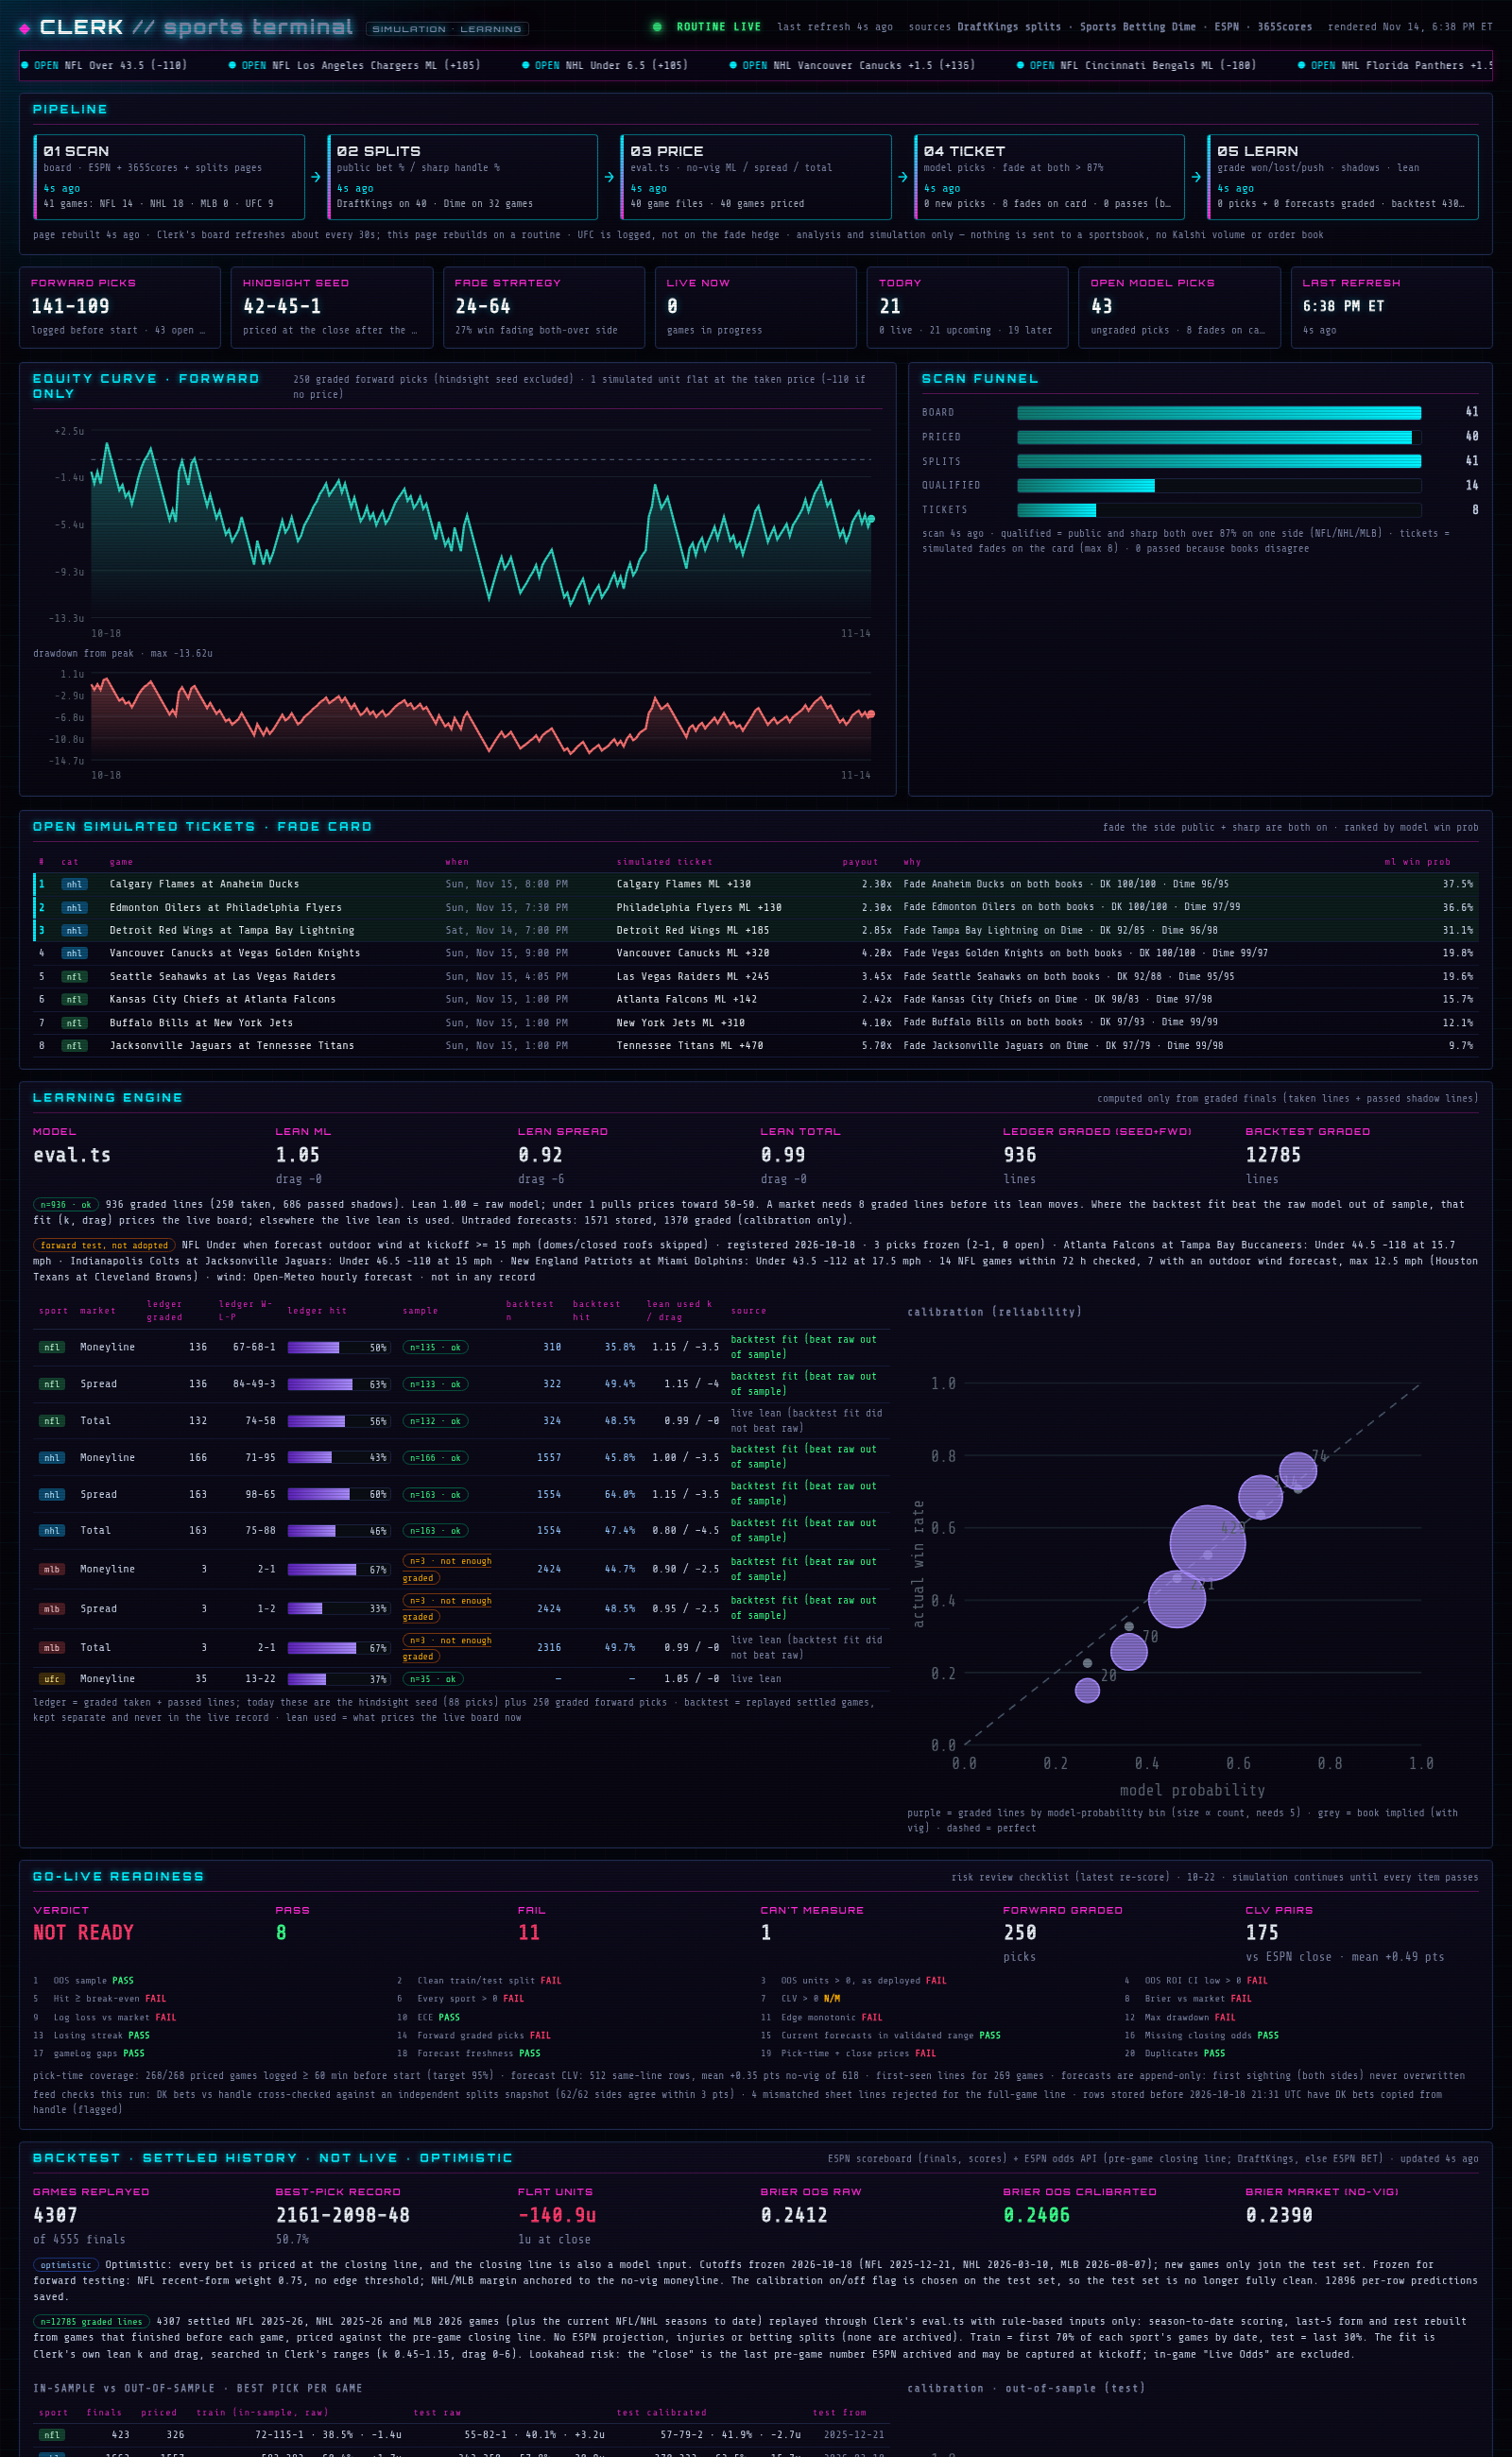 ◆ CLERK // sports terminal SIMULATION · LEARNING
● ROUTINE LIVE last refresh 4s ago sources DraftKings splits · Sports Betting Dime · ESPN · 365Scores rendered Nov 14, 6:38 PM ET
● OPEN NFL Over 43.5 (-110) ● OPEN NFL Los Angeles Chargers ML (+185) ● OPEN NHL Under 6.5 (+105) ● OPEN NHL Vancouver Canucks +1.5 (+136) ● OPEN NFL Cincinnati Bengals ML (-180) ● OPEN NHL Florida Panthers +1.5
PIPELINE
01 SCAN
board · ESPN + 365Scores + splits pages
4s ago
41 games: NFL 14 · NHL 18 · MLB 0 · UFC 9
→
02 SPLITS
public bet % / sharp handle %
4s ago
DraftKings on 40 · Dime on 32 games
→
03 PRICE
eval.ts · no-vig ML / spread / total
4s ago
40 game files · 40 games priced
→
04 TICKET
model picks · fade at both > 87%
4s ago
0 new picks · 8 fades on card · 0 passes (b…
→
05 LEARN
grade won/lost/push · shadows · lean
4s ago
0 picks + 0 forecasts graded · backtest 430…
page rebuilt 4s ago · Clerk's board refreshes about every 30s; this page rebuilds on a routine · UFC is logged, not on the fade hedge · analysis and simulation only — nothing is sent to a sportsbook, no Kalshi volume or order book
FORWARD PICKS
141-109
logged before start · 43 open …
HINDSIGHT SEED
42-45-1
priced at the close after the …
FADE STRATEGY
24-64
27% win fading both-over side
LIVE NOW
0
games in progress
TODAY
21
0 live · 21 upcoming · 19 later
OPEN MODEL PICKS
43
ungraded picks · 8 fades on ca…
LAST REFRESH
6:38 PM ET
4s ago
EQUITY CURVE · FORWARD ONLY
250 graded forward picks (hindsight seed excluded) · 1 simulated unit flat at the taken price (-110 if no price)
+2.5u
-1.4u
-5.4u
-9.3u
-13.3u
10-18 11-14
drawdown from peak · max -13.62u
1.1u
-2.9u
-6.8u
-10.8u
-14.7u
10-18 11-14
SCAN FUNNEL
BOARD 41
PRICED 40
SPLITS 41
QUALIFIED 14
TICKETS 8
scan 4s ago · qualified = public and sharp both over 87% on one side (NFL/NHL/MLB) · tickets = simulated fades on the card (max 8) · 0 passed because books disagree
OPEN SIMULATED TICKETS · FADE CARD
fade the side public + sharp are both on · ranked by model win prob
# cat game when simulated ticket payout why ml win prob
1 nhl Calgary Flames at Anaheim Ducks Sun, Nov 15, 8:00 PM Calgary Flames ML +130 2.30x Fade Anaheim Ducks on both books · DK 100/100 · Dime 96/95 37.5%
2 nhl Edmonton Oilers at Philadelphia Flyers Sun, Nov 15, 7:30 PM Philadelphia Flyers ML +130 2.30x Fade Edmonton Oilers on both books · DK 100/100 · Dime 97/99 36.6%
3 nhl Detroit Red Wings at Tampa Bay Lightning Sat, Nov 14, 7:00 PM Detroit Red Wings ML +185 2.85x Fade Tampa Bay Lightning on Dime · DK 92/85 · Dime 96/98 31.1%
4 nhl Vancouver Canucks at Vegas Golden Knights Sun, Nov 15, 9:00 PM Vancouver Canucks ML +320 4.20x Fade Vegas Golden Knights on both books · DK 100/100 · Dime 99/97 19.8%
5 nfl Seattle Seahawks at Las Vegas Raiders Sun, Nov 15, 4:05 PM Las Vegas Raiders ML +245 3.45x Fade Seattle Seahawks on both books · DK 92/88 · Dime 95/95 19.6%
6 nfl Kansas City Chiefs at Atlanta Falcons Sun, Nov 15, 1:00 PM Atlanta Falcons ML +142 2.42x Fade Kansas City Chiefs on Dime · DK 90/83 · Dime 97/98 15.7%
7 nfl Buffalo Bills at New York Jets Sun, Nov 15, 1:00 PM New York Jets ML +310 4.10x Fade Buffalo Bills on both books · DK 97/93 · Dime 99/99 12.1%
8 nfl Jacksonville Jaguars at Tennessee Titans Sun, Nov 15, 1:00 PM Tennessee Titans ML +470 5.70x Fade Jacksonville Jaguars on Dime · DK 97/79 · Dime 99/98 9.7%
LEARNING ENGINE
computed only from graded finals (taken lines + passed shadow lines)
MODEL LEAN ML LEAN SPREAD LEAN TOTAL LEDGER GRADED (SEED+FWD) BACKTEST GRADED
eval.ts 1.05 0.92 0.99 936 12785
drag -0 drag -6 drag -0 lines lines
n=936 · ok 936 graded lines (250 taken, 686 passed shadows). Lean 1.00 = raw model; under 1 pulls prices toward 50-50. A market needs 8 graded lines before its lean moves. Where the backtest fit beat the raw model out of sample, that
fit (k, drag) prices the live board; elsewhere the live lean is used. Untraded forecasts: 1571 stored, 1370 graded (calibration only).
forward test, not adopted NFL Under when forecast outdoor wind at kickoff >= 15 mph (domes/closed roofs skipped) · registered 2026-10-18 · 3 picks frozen (2-1, 0 open) · Atlanta Falcons at Tampa Bay Buccaneers: Under 44.5 -118 at 15.7
mph · Indianapolis Colts at Jacksonville Jaguars: Under 46.5 -110 at 15 mph · New England Patriots at Miami Dolphins: Under 43.5 -112 at 17.5 mph · 14 NFL games within 72 h checked, 7 with an outdoor wind forecast, max 12.5 mph (Houston
Texans at Cleveland Browns) · wind: Open-Meteo hourly forecast · not in any record
sport market ledger graded ledger W-L-P ledger hit sample backtest n backtest hit lean used k / drag source
nfl Moneyline 136 67-68-1 50% n=135 · ok 310 35.8% 1.15 / -3.5 backtest fit (beat raw out of sample)
nfl Spread 136 84-49-3 63% n=133 · ok 322 49.4% 1.15 / -4 backtest fit (beat raw out of sample)
nfl Total 132 74-58 56% n=132 · ok 324 48.5% 0.99 / -0 live lean (backtest fit did not beat raw)
nhl Moneyline 166 71-95 43% n=166 · ok 1557 45.8% 1.00 / -3.5 backtest fit (beat raw out of sample)
nhl Spread 163 98-65 60% n=163 · ok 1554 64.0% 1.15 / -3.5 backtest fit (beat raw out of sample)
nhl Total 163 75-88 46% n=163 · ok 1554 47.4% 0.80 / -4.5 backtest fit (beat raw out of sample)
mlb Moneyline 3 2-1 67% n=3 · not enough graded 2424 44.7% 0.90 / -2.5 backtest fit (beat raw out of sample)
mlb Spread 3 1-2 33% n=3 · not enough graded 2424 48.5% 0.95 / -2.5 backtest fit (beat raw out of sample)
mlb Total 3 2-1 67% n=3 · not enough graded 2316 49.7% 0.99 / -0 live lean (backtest fit did not beat raw)
ufc Moneyline 35 13-22 37% n=35 · ok — — 1.05 / -0 live lean
ledger = graded taken + passed lines; today these are the hindsight seed (88 picks) plus 250 graded forward picks · backtest = replayed settled games,
kept separate and never in the live record · lean used = what prices the live board now
calibration (reliability)
1.0
0.8
0.6
0.4
0.2
0.0
74
70
20
actual win rate
0.0 0.2 0.4 0.6 0.8 1.0
model probability
purple = graded lines by model-probability bin (size ∝ count, needs 5) · grey = book implied (with
vig) · dashed = perfect
GO-LIVE READINESS
risk review checklist (latest re-score) · 10-22 · simulation continues until every item passes
VERDICT PASS FAIL CAN'T MEASURE FORWARD GRADED CLV PAIRS
NOT READY 8 11 1 250 175
picks vs ESPN close · mean +0.49 pts
1 OOS sample PASS 2 Clean train/test split FAIL 3 OOS units > 0, as deployed FAIL 4 OOS ROI CI low > 0 FAIL
5 Hit ≥ break-even FAIL 6 Every sport > 0 FAIL 7 CLV > 0 N/M 8 Brier vs market FAIL
9 Log loss vs market FAIL 10 ECE PASS 11 Edge monotonic FAIL 12 Max drawdown FAIL
13 Losing streak PASS 14 Forward graded picks FAIL 15 Current forecasts in validated range PASS 16 Missing closing odds PASS
17 gameLog gaps PASS 18 Forecast freshness PASS 19 Pick-time + close prices FAIL 20 Duplicates PASS
pick-time coverage: 268/268 priced games logged ≥ 60 min before start (target 95%) · forecast CLV: 512 same-line rows, mean +0.35 pts no-vig of 618 · first-seen lines for 269 games · forecasts are append-only: first sighting (both sides) never overwritten
feed checks this run: DK bets vs handle cross-checked against an independent splits snapshot (62/62 sides agree within 3 pts) · 4 mismatched sheet lines rejected for the full-game line · rows stored before 2026-10-18 21:31 UTC have DK bets copied from
handle (flagged)
BACKTEST · SETTLED HISTORY · NOT LIVE · OPTIMISTIC
ESPN scoreboard (finals, scores) + ESPN odds API (pre-game closing line; DraftKings, else ESPN BET) · updated 4s ago
GAMES REPLAYED BEST-PICK RECORD FLAT UNITS BRIER OOS RAW BRIER OOS CALIBRATED BRIER MARKET (NO-VIG)
4307 2161-2098-48 -140.9u 0.2412 0.2406 0.2390
of 4555 finals 50.7% 1u at close
optimistic Optimistic: every bet is priced at the closing line, and the closing line is also a model input. Cutoffs frozen 2026-10-18 (NFL 2025-12-21, NHL 2026-03-10, MLB 2026-08-07); new games only join the test set. Frozen for
forward testing: NFL recent-form weight 0.75, no edge threshold; NHL/MLB margin anchored to the no-vig moneyline. The calibration on/off flag is chosen on the test set, so the test set is no longer fully clean. 12896 per-row predictions
saved.
n=12785 graded lines 4307 settled NFL 2025-26, NHL 2025-26 and MLB 2026 games (plus the current NFL/NHL seasons to date) replayed through Clerk's eval.ts with rule-based inputs only: season-to-date scoring, last-5 form and rest rebuilt
from games that finished before each game, priced against the pre-game closing line. No ESPN projection, injuries or betting splits (none are archived). Train = first 70% of each sport's games by date, test = last 30%. The fit is
Clerk's own lean k and drag, searched in Clerk's ranges (k 0.45-1.15, drag 0-6). Lookahead risk: the "close" is the last pre-game number ESPN archived and may be captured at kickoff; in-game "Live Odds" are excluded.
IN-SAMPLE vs OUT-OF-SAMPLE · BEST PICK PER GAME
calibration · out-of-sample (test)
sport finals priced train (in-sample, raw) test raw test calibrated test from
nfl 423 326 72-115-1 · 38.5% · -1.4u 55-82-1 · 40.1% · +3.2u 57-79-2 · 41.9% · -2.7u 2025-12-21